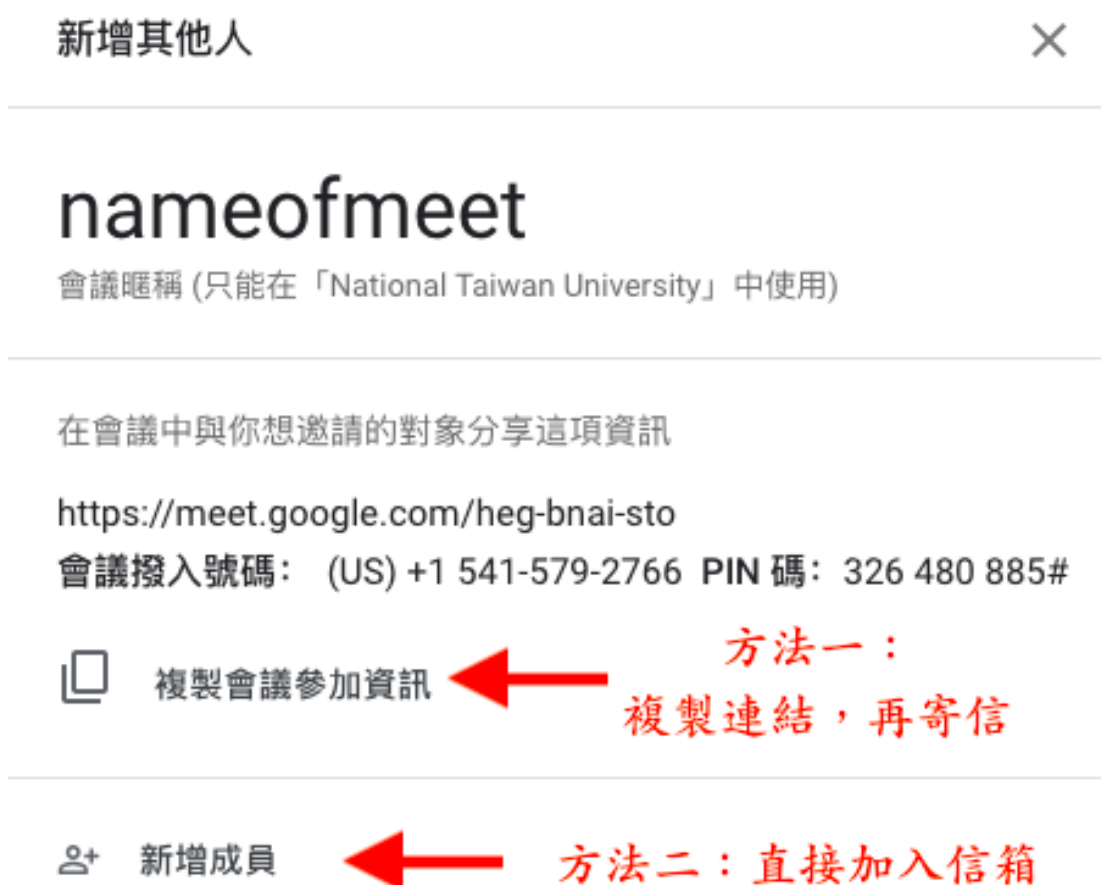 新增其他人
nameofmeet
會議暱稱 (只能在「National Taiwan University」中使用)
在會議中與你想邀請的對象分享這項資訊
https://meet.google.com/heg-bnai-sto
會議撥入號碼： (US) +1 541-579-2766 PIN 碼：326 480 885#
複製會議參加資訊
方法一：
複製連結，再寄信
新增成員
方法二：直接加入信箱